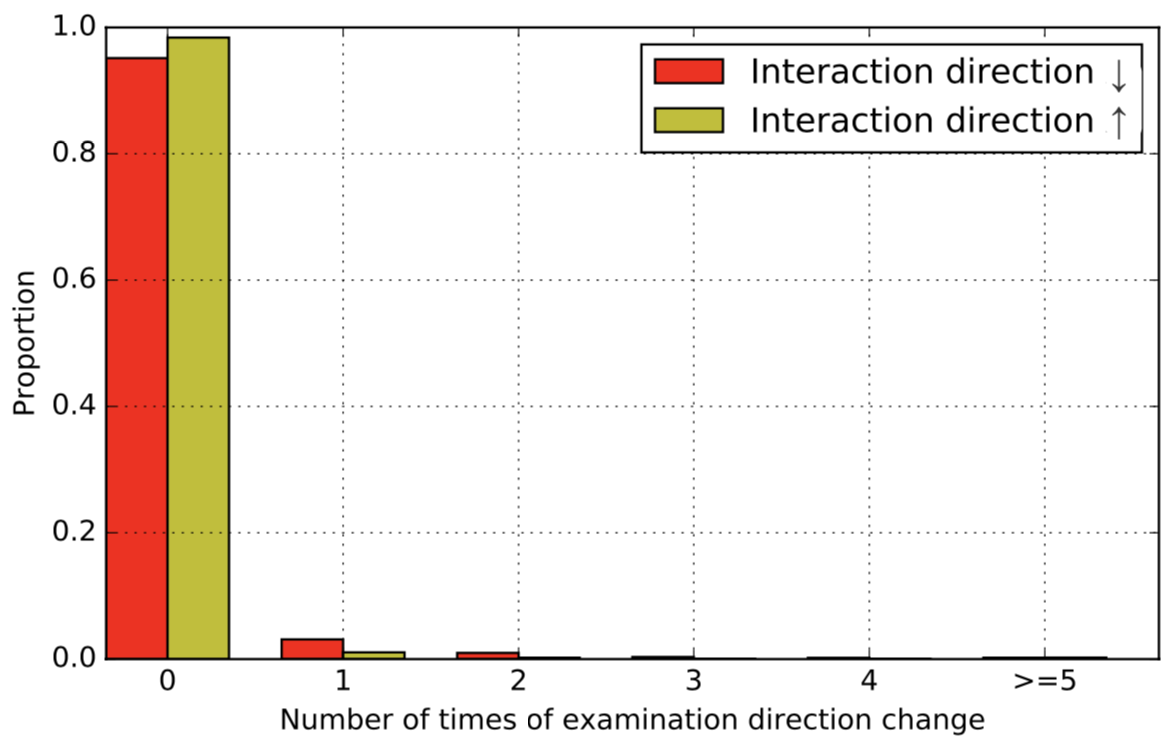 1.0
0.8
0.6
0.4
0.2
0.0
Proportion
Interaction direction ↓
Interaction direction ↑
0 1 2 3 4 >=5
Number of times of examination direction change